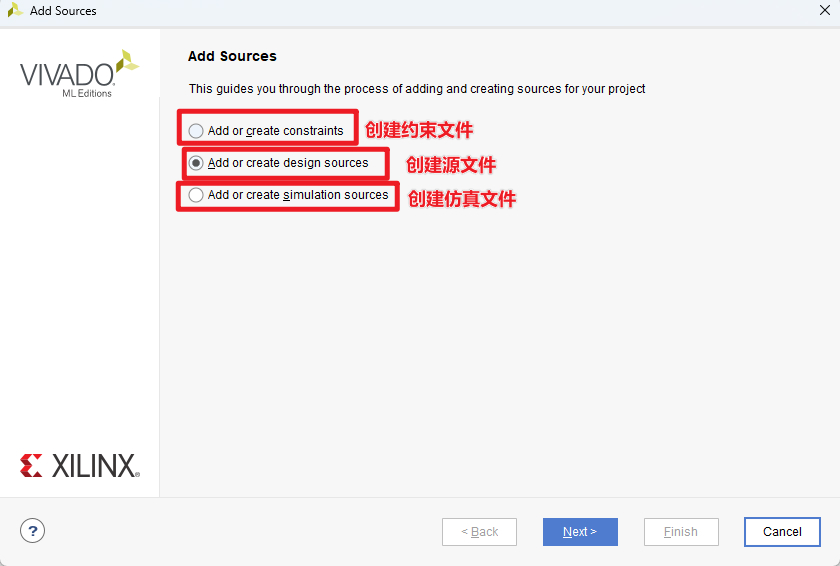 Add Sources
VIVADO.
ML Editions
Add Sources
This guides you through the process of adding and creating sources for your project
Add or create constraints 创建约束文件
Add or create design sources 创建源文件
Add or create simulation sources 创建仿真文件
XILINX®
?
< Back
Next >
Finish
Cancel